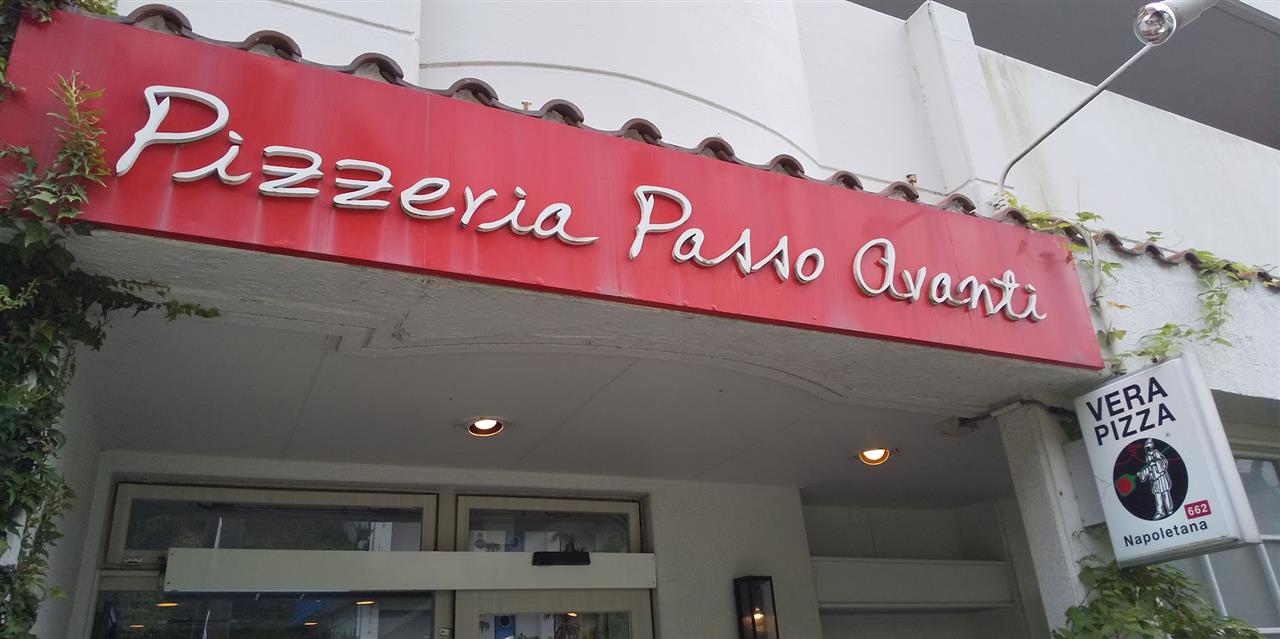 Pizzeria Passo Avanti
VERA
PIZZA
662
Napoletana